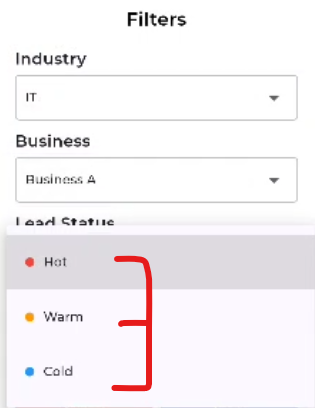 Filters
Industry
IT
Business
Business A
Lead Status
Hot
Warm
Cold